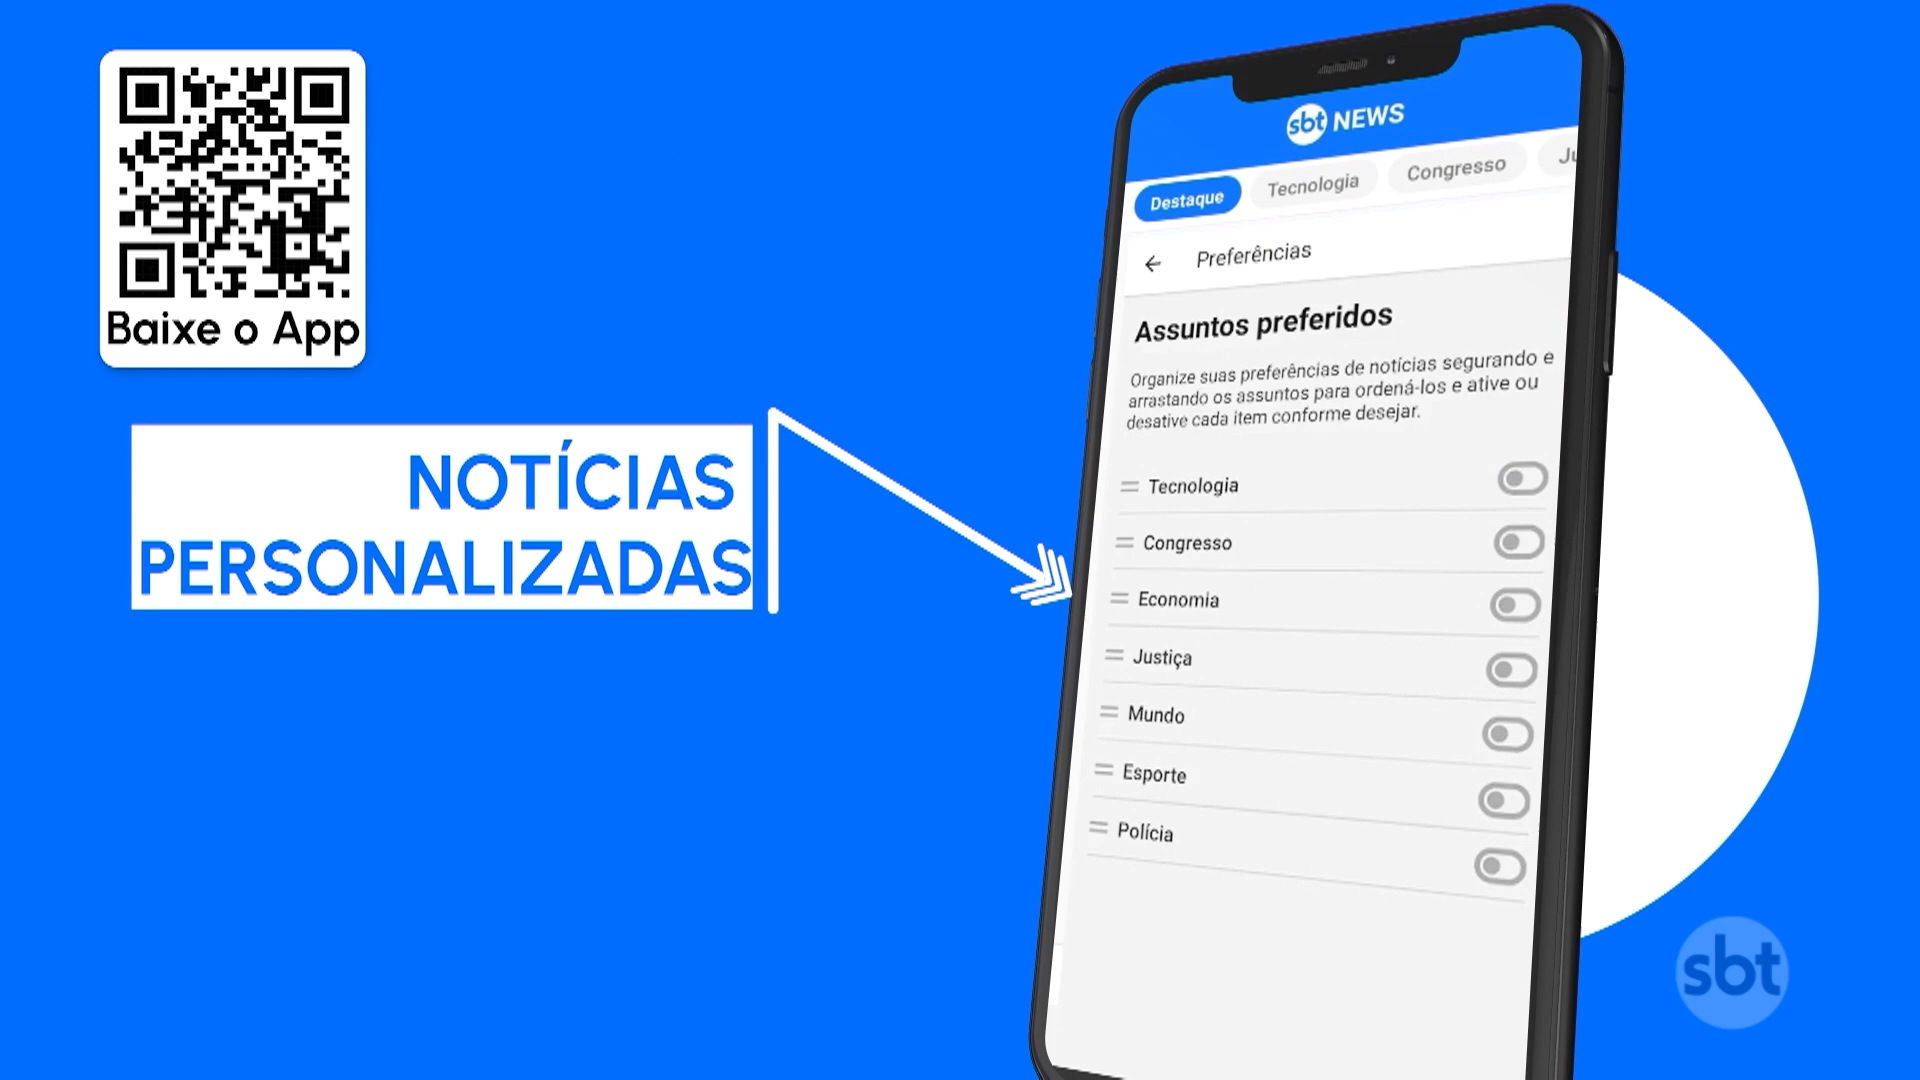 Baixe o App
NOTÍCIAS
PERSONALIZADAS
sbt NEWS
Destaque
Tecnologia
Congresso
Ju
Preferências
Assuntos preferidos
Organize suas preferências de notícias segurando e
arrastando os assuntos para ordená-los e ative ou
desative cada item conforme desejar.
Tecnologia
Congresso
Economia
Justiça
Mundo
Esporte
Polícia
sbt